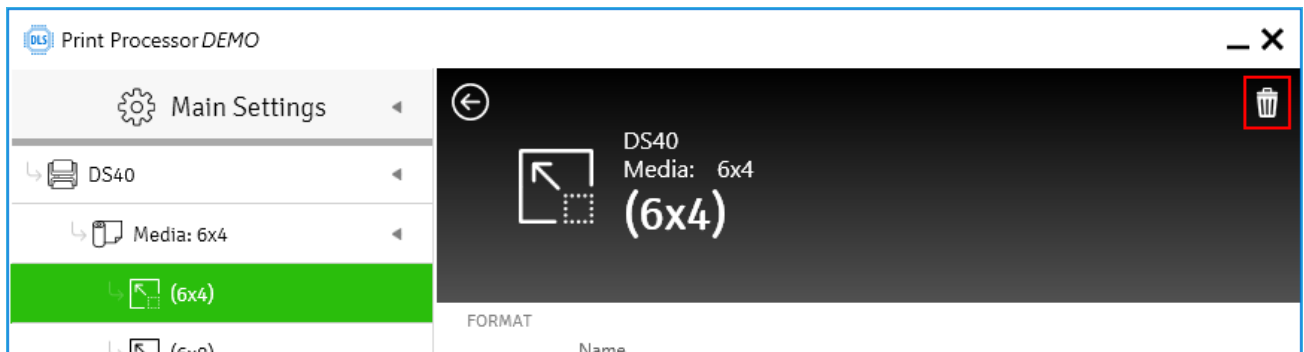 DLS Print Processor DEMO
Main Settings
DS40
Media: 6x4
(6x4)
DS40
Media: 6x4
(6x4)
FORMAT
Name